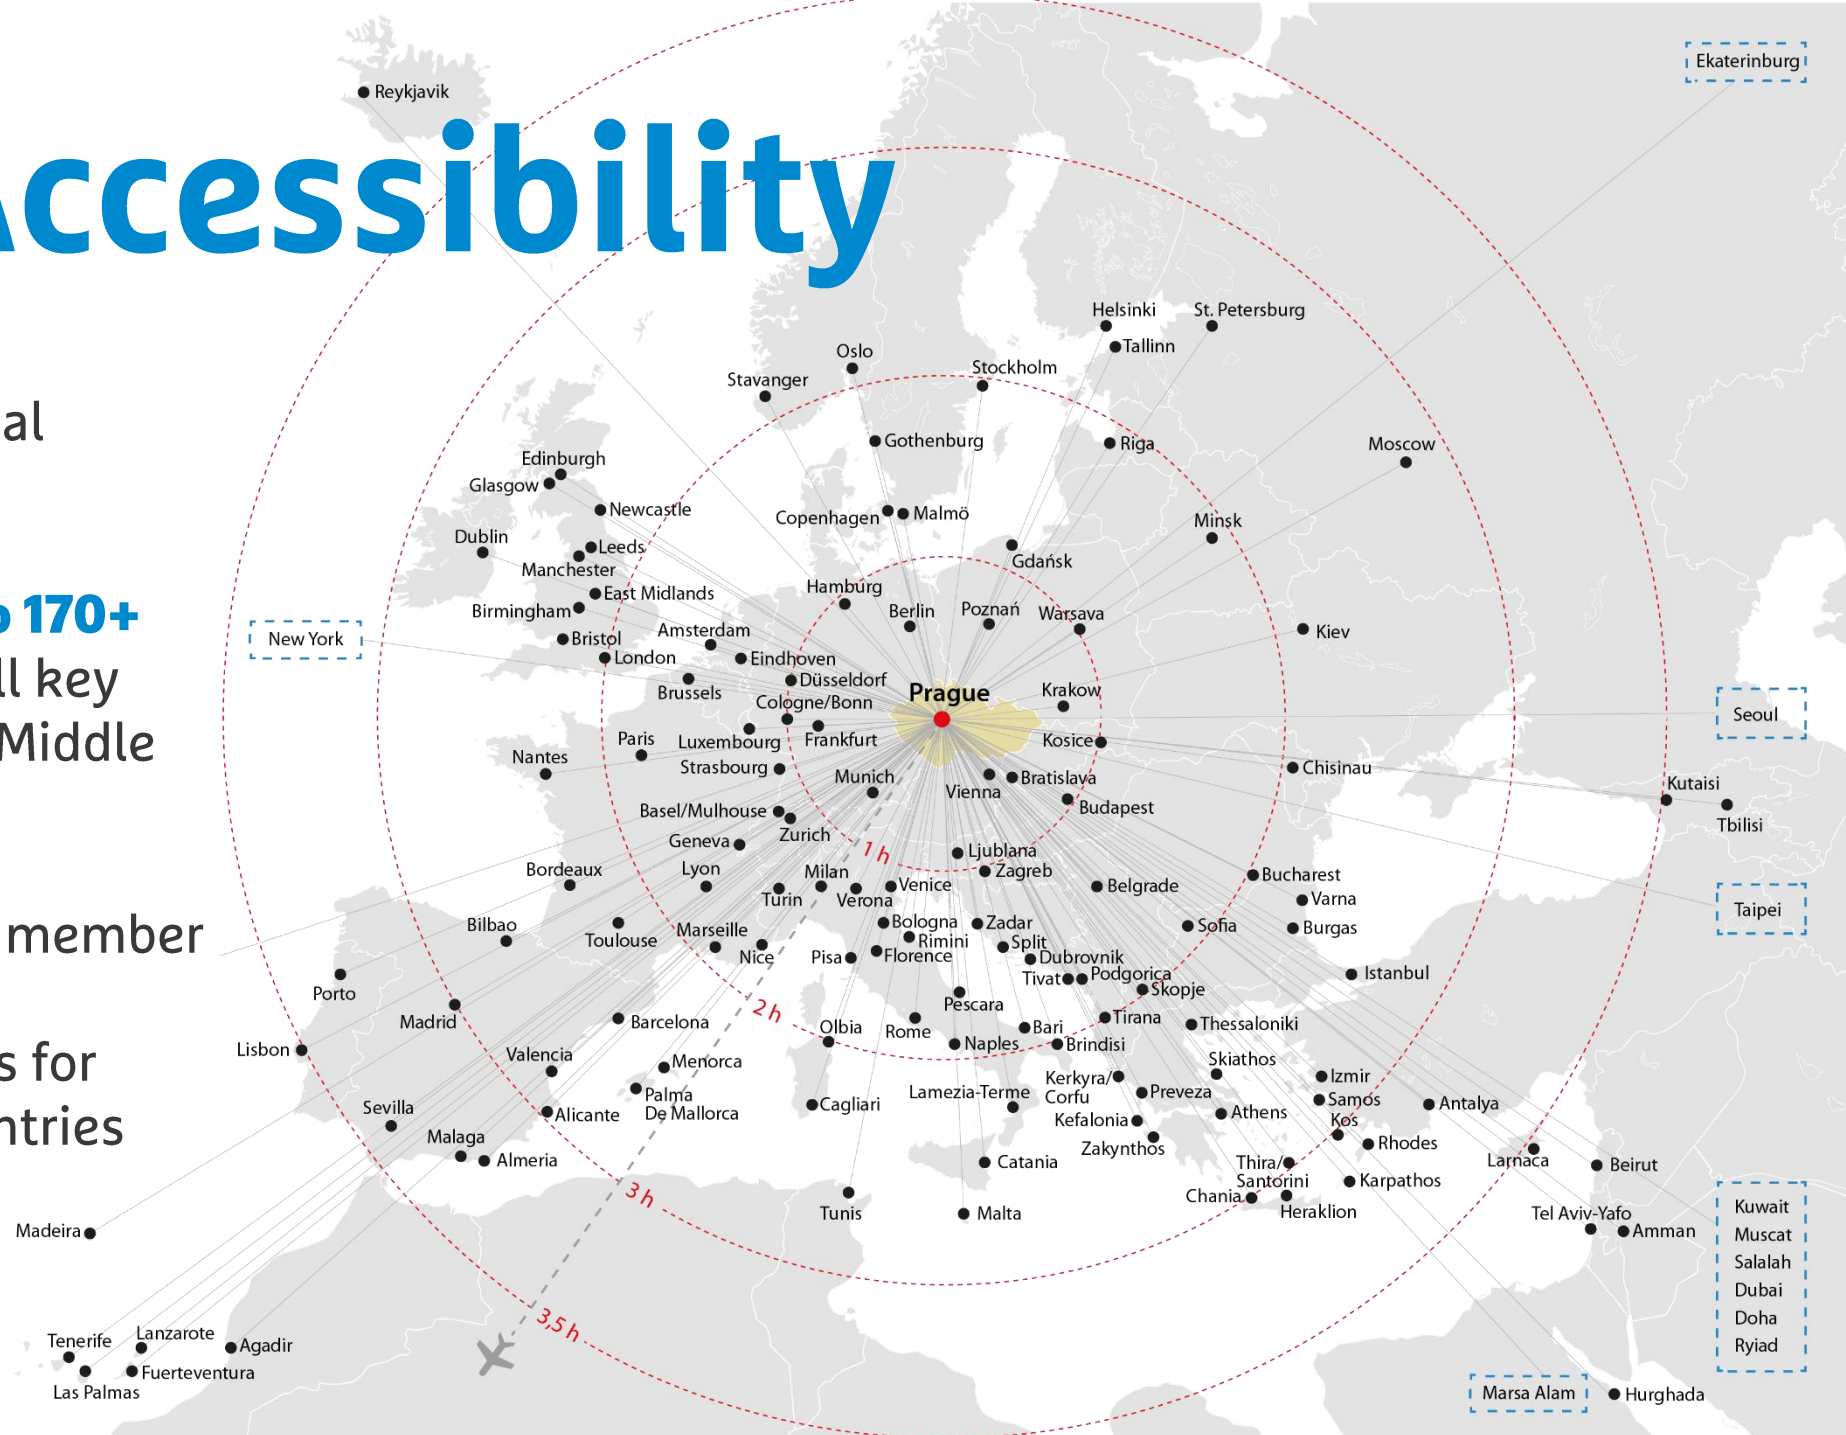 Ekaterinburg
Reykjavik
Accessibility
Helsinki
St. Petersburg
Tallinn
Oslo
Stockholm
Stavanger
al
Gothenburg
Riga
Moscow
Edinburgh
Glasgow
Newcastle
Copenhagen
Malmö
Minsk
Dublin
Leeds
Manchester
Gdańsk
East Midlands
Hamburg
Birmingham
Berlin
Poznań
Warsava
170+
New York
Bristol
Amsterdam
Kiev
London
Eindhoven
Düsseldorf
ll key
Brussels
Cologne/Bonn
Prague
Krakow
Seoul
Middle
Nantes
Paris
Luxembourg
Frankfurt
Kosice
Strasbourg
Munich
Vienna
Bratislava
Chisinau
Kutaisi
Tbilisi
Basel/Mulhouse
Zurich
Budapest
Geneva
1 h
Ljublana
Bordeaux
Lyon
Turin
Milan
Verona
Venice
Zagreb
Belgrade
Bucharest
Varna
Taipei
Bilbao
Toulouse
Marseille
Nice
Bologna
Rimini
Zadar
Split
Sofia
Burgas
member
Pisa
Florence
Dubrovnik
Tivat
Podgorica
Skopje
Istanbul
Porto
Madrid
2 h
Pescara
Barcelona
Olbia
Rome
Bari
Tirana
Thessaloniki
Lisbon
Valencia
Menorca
Naples
Brindisi
Skiathos
s for
Palma
De Mallorca
Cagliari
Lamezia-Terme
Kerkyra/
Corfu
Preveza
Izmir
Samos
Antalya
Sevilla
Alicante
Kefalonia
Athens
Kos
ntries
Malaga
Almeria
Zakynthos
Rhodes
Catania
Thira/
Santorini
Karpathos
Larnaca
Beirut
3 h
Tunis
Malta
Chania
Heraklion
Tel Aviv-Yafo
Amman
Madeira
Kuwait
Muscat
Salalah
Dubai
Doha
Ryiad
3,5 h
Tenerife
Lanzarote
Agadir
Las Palmas
Fuerteventura
Marsa Alam
Hurghada